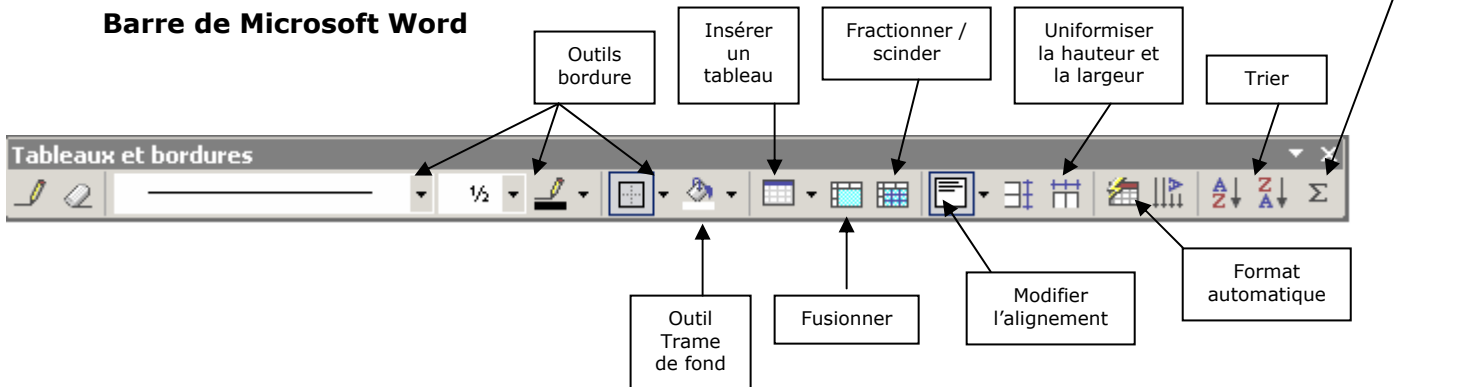 Barre de Microsoft Word
Outils
bordure
Insérer
un
tableau
Fractionner /
scinder
Uniformiser
la hauteur et
la largeur
Trier
Tableaux et bordures
½
A
Z
Z
A
Σ
Outil
Trame
de fond
Fusionner
Modifier
l'alignement
Format
automatique